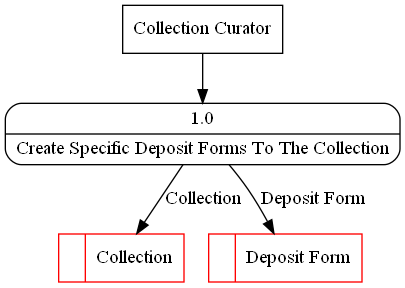 Collection Curator
1.0
Create Specific Deposit Forms To The Collection
Collection
Deposit Form
Collection
Deposit Form